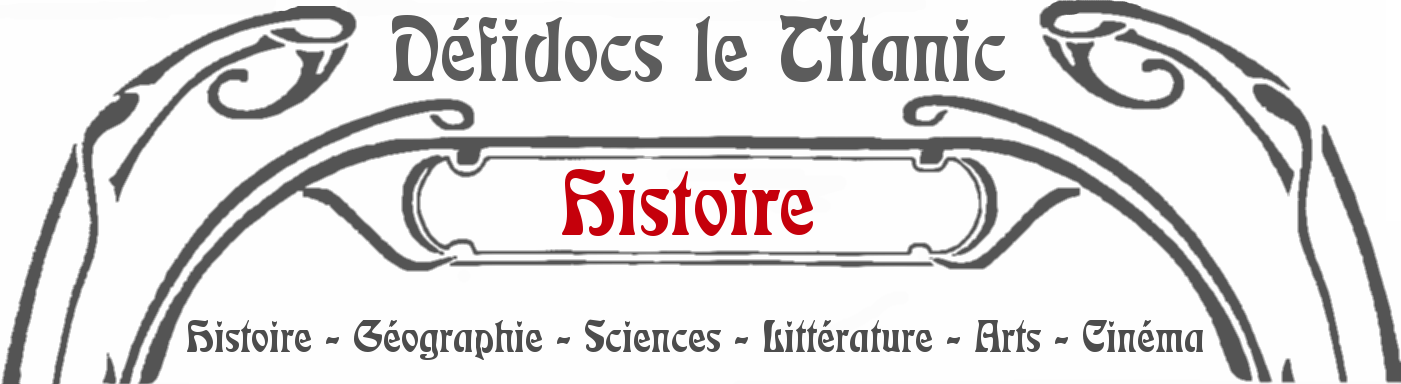 Défidocs le Titanic
Histoire
Histoire - Géographie - Sciences - Littérature - Arts - Cinéma